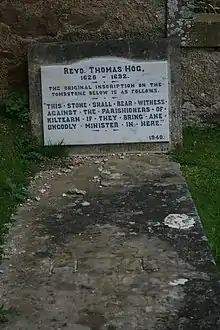 REVD. THOMAS HOG,
1628 - 1692.
THE ORIGINAL INSCRIPTION ON THE
TOMBSTONE BELOW IS AS FOLLOWS.
THIS · STONE · SHALL · BEAR · WITNESS ·
AGAINST · THE · PARISHIONERS · OF ·
KILTEARN · IF · THEY · BRING · ANE ·
UNGODLY · MINISTER · IN · HERE.
1940.